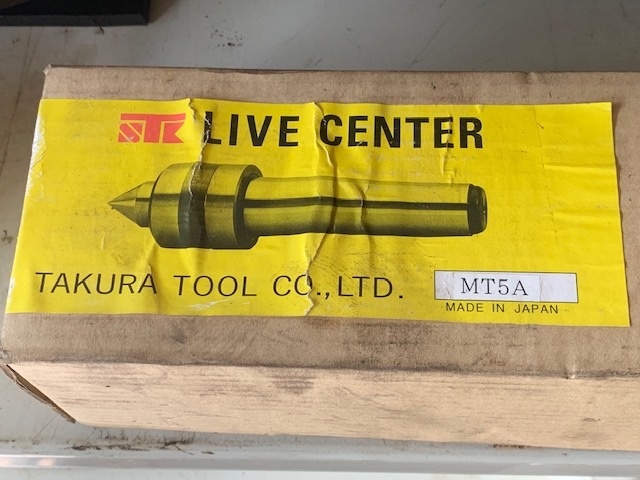 STK LIVE CENTER
TAKURA TOOL CO.,LTD.
MT5A
MADE IN JAPAN